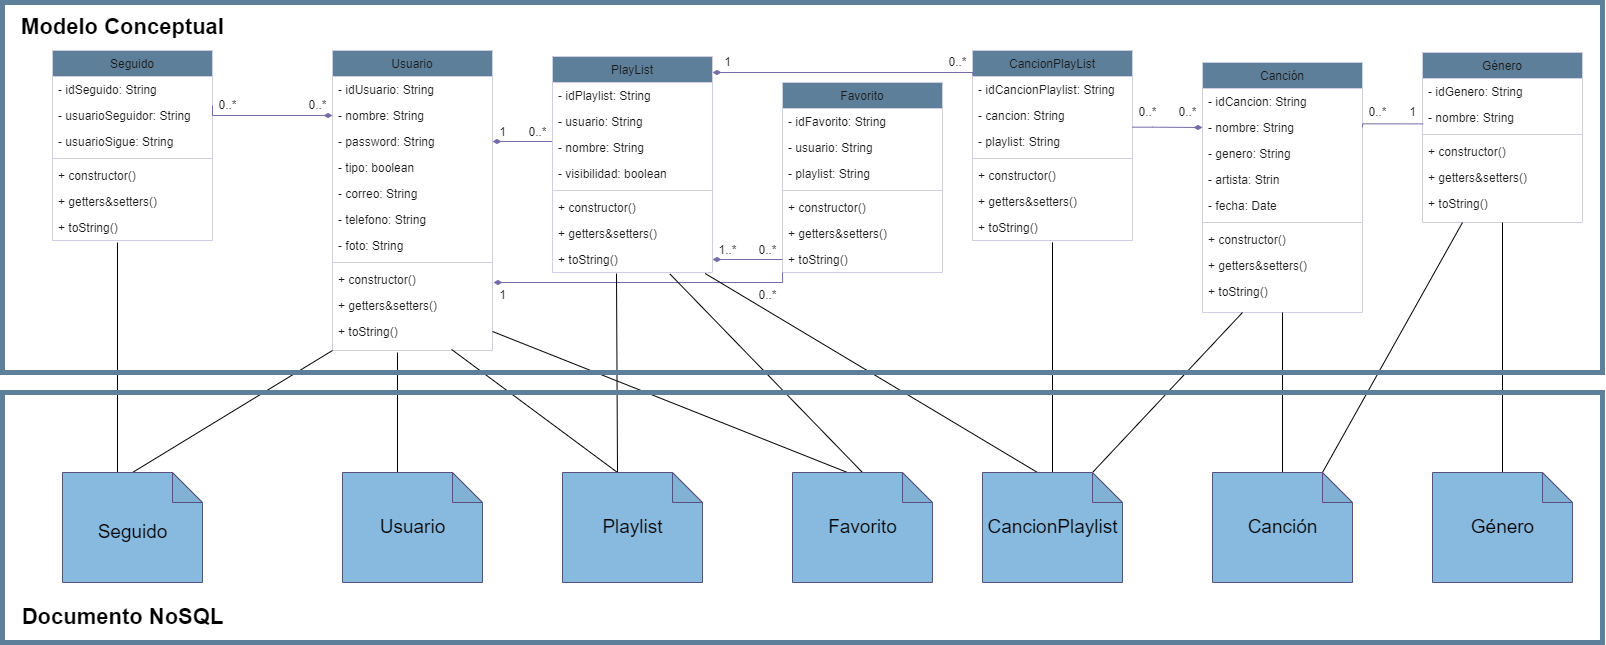 Modelo Conceptual
Seguido
- idSeguido: String
- usuarioSeguidor: String
- usuarioSigue: String
+ constructor()
+ getters&setters()
+ toString()
0..*
0..*
Usuario
- idUsuario: String
- nombre: String
- password: String
- tipo: boolean
- correo: String
- telefono: String
- foto: String
+ constructor()
+ getters&setters()
+ toString()
1
0..*
1
0..*
PlayList
- idPlaylist: String
- usuario: String
- nombre: String
- visibilidad: boolean
+ constructor()
+ getters&setters()
+ toString()
1
0..*
1..*
0..*
Favorito
- idFavorito: String
- usuario: String
- playlist: String
+ constructor()
+ getters&setters()
+ toString()
CancionPlayList
- idCancionPlaylist: String
- cancion: String
- playlist: String
+ constructor()
+ getters&setters()
+ toString()
0..*
0..*
Canción
- idCancion: String
- nombre: String
- genero: String
- artista: Strin
- fecha: Date
+ constructor()
+ getters&setters()
+ toString()
0..*
1
Género
- idGenero: String
- nombre: String
+ constructor()
+ getters&setters()
+ toString()
Seguido
Usuario
Playlist
Favorito
CancionPlaylist
Canción
Género
Documento NoSQL